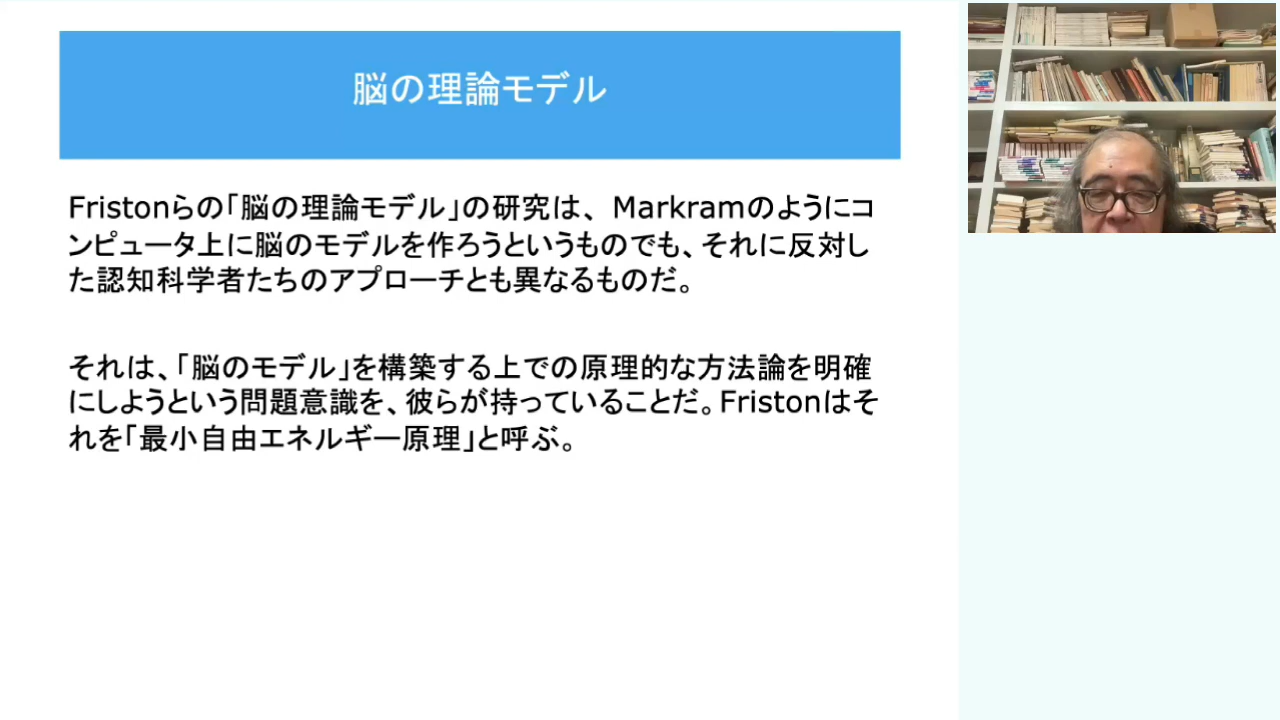 脳の理論モデル
Fristonらの「脳の理論モデル」の研究は、Markramのようにコ
ンピュータ上に脳のモデルを作ろうというものでも、それに反対し
た認知科学者たちのアプローチとも異なるものだ。
それは、「脳のモデル」を構築する上での原理的な方法論を明確
にしようという問題意識を、彼らが持っていることだ。Fristonはそ
れを「最小自由エネルギー原理」と呼ぶ。